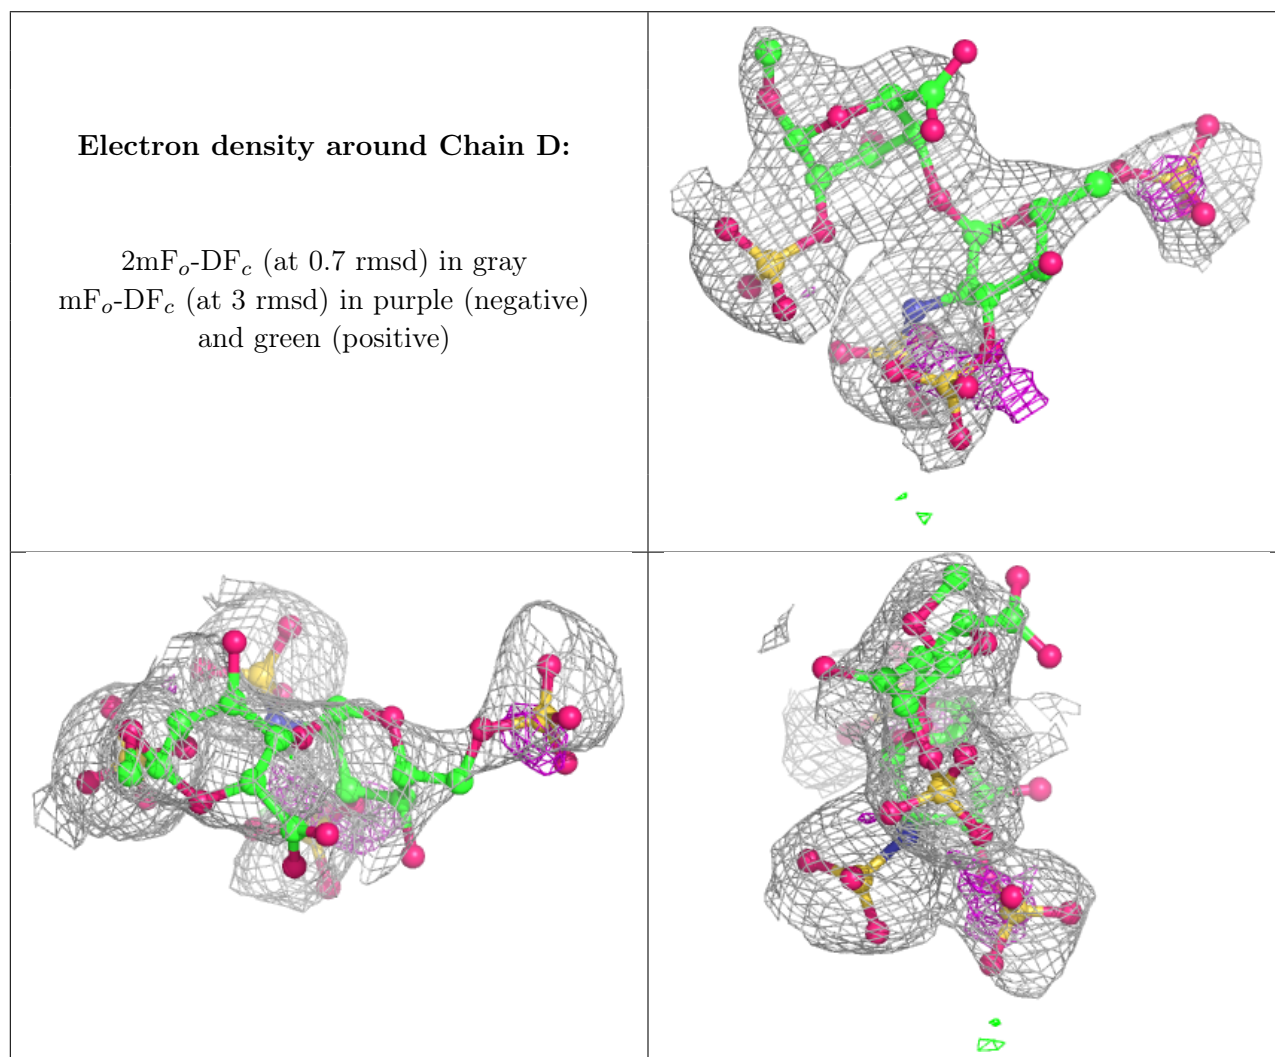 Electron density around Chain D:
2mFₒ-DF𝒸 (at 0.7 rmsd) in gray
mFₒ-DF𝒸 (at 3 rmsd) in purple (negative)
and green (positive)